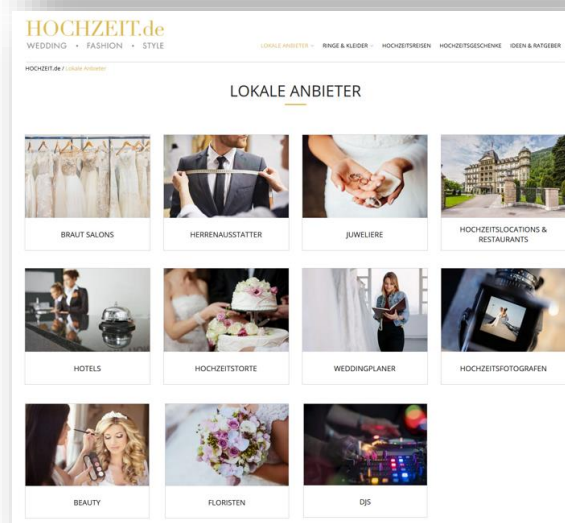 HOCHZEIT.de
WEDDING • FASHION • STYLE
LOKALE ANBIETER RINGE & KLEIDER HOCHZEITSREISEN HOCHZEITSGESCHENKE IDEEN & RATGEBER
HOCHZEIT.de / Lokale Anbieter
LOKALE ANBIETER
BRAUT SALONS
HERRENAUSSTATTER
JUWELIERE
HOCHZEITSLOCATIONS &
RESTAURANTS
HOTELS
HOCHZEITSTORTE
WEDDINGPLANER
HOCHZEITSFOTOGRAFEN
BEAUTY
FLORISTEN
DJS